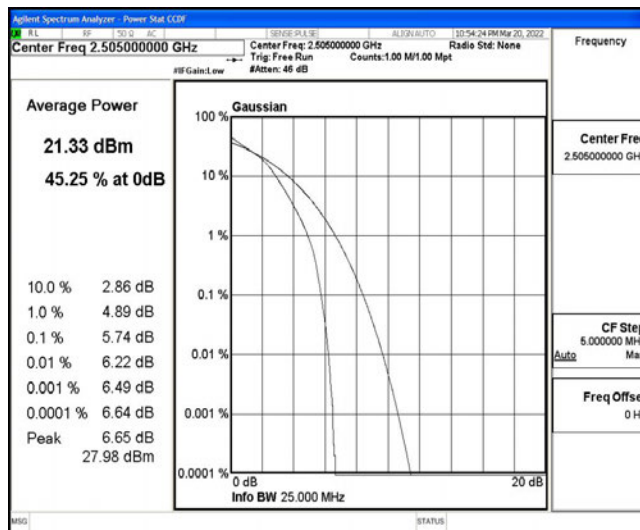 Agilent Spectrum Analyzer - Power Stat CCDF
RL RF 50 Ω AC SENSE:PULSE ALIGN AUTO 10:54:24 PM Mar 20, 2022
Center Freq 2.505000000 GHz
Center Freq: 2.505000000 GHz Radio Std: None
Trig: Free Run Counts:1.00 M/1.00 Mpt
#IFGain:Low #Atten: 46 dB
Frequency
Average Power
21.33 dBm
45.25 % at 0dB
10.0 % 2.86 dB
1.0 % 4.89 dB
0.1 % 5.74 dB
0.01 % 6.22 dB
0.001 % 6.49 dB
0.0001 % 6.64 dB
Peak 6.65 dB
27.98 dBm
Gaussian
100 %
10 %
1 %
0.1 %
0.01 %
0.001 %
0.0001 %
0 dB 20 dB
Info BW 25.000 MHz
Center Fre
2.505000000 GH
CF Ste
5.000000 MH
Auto Ma
Freq Offse
0 H
MSG STATUS